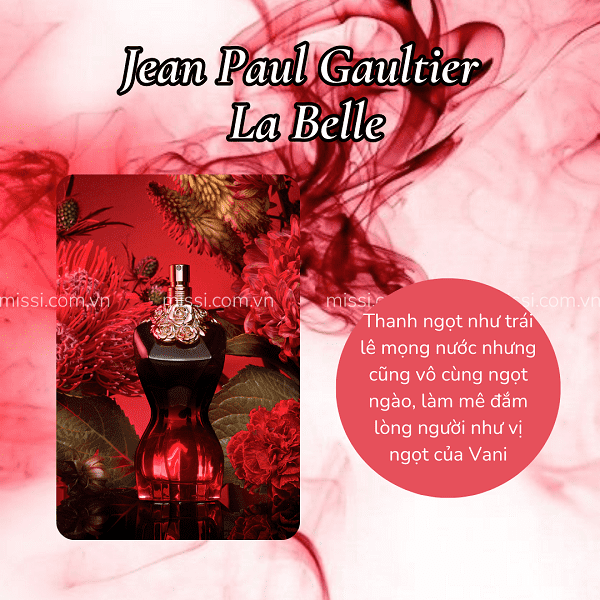 Jean Paul Gaultier
La Belle
missi.com.vn missi.com.vn missi.com.vn missi.com.vn
Thanh ngọt như trái
lê mọng nước nhưng
cũng vô cùng ngọt
ngào, làm mê đắm
lòng người như vị
ngọt của Vani